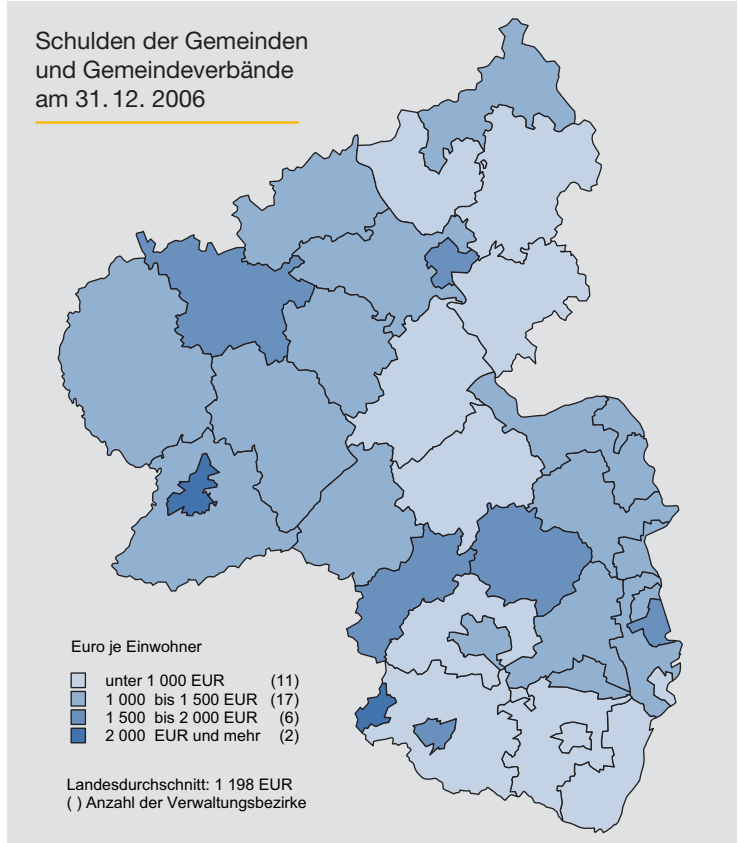 Schulden der Gemeinden
und Gemeindeverbände
am 31.12.2006
Euro je Einwohner
unter 1 000 EUR (11)
1 000 bis 1 500 EUR (17)
1 500 bis 2 000 EUR (6)
2 000 EUR und mehr (2)
Landesdurchschnitt: 1 198 EUR
( ) Anzahl der Verwaltungsbezirke